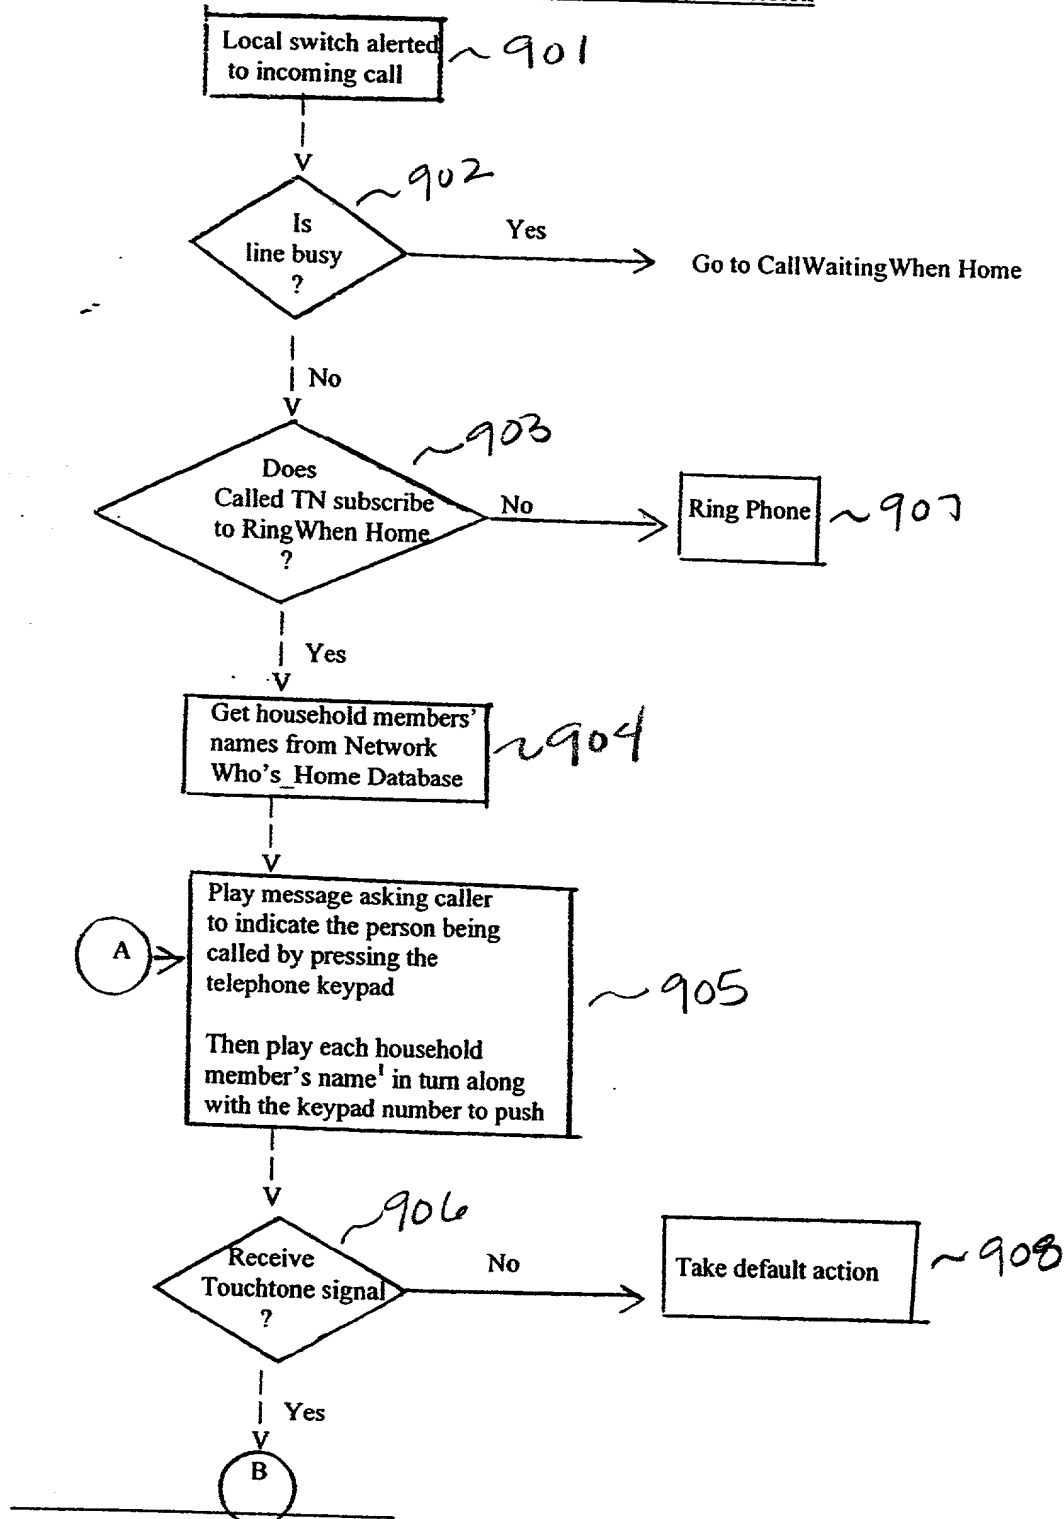 Local switch alerted
to incoming call
~901
~902
Is
line busy
?
Yes
Go to CallWaitingWhen Home
No
~903
Does
Called TN subscribe
to RingWhen Home
?
No
Ring Phone
~907
Yes
Get household members'
names from Network
Who's_Home Database
~904
A
Play message asking caller
to indicate the person being
called by pressing the
telephone keypad
~905
Then play each household
member's name¹ in turn along
with the keypad number to push
~906
Receive
Touchtone signal
?
No
Take default action
~908
Yes
B